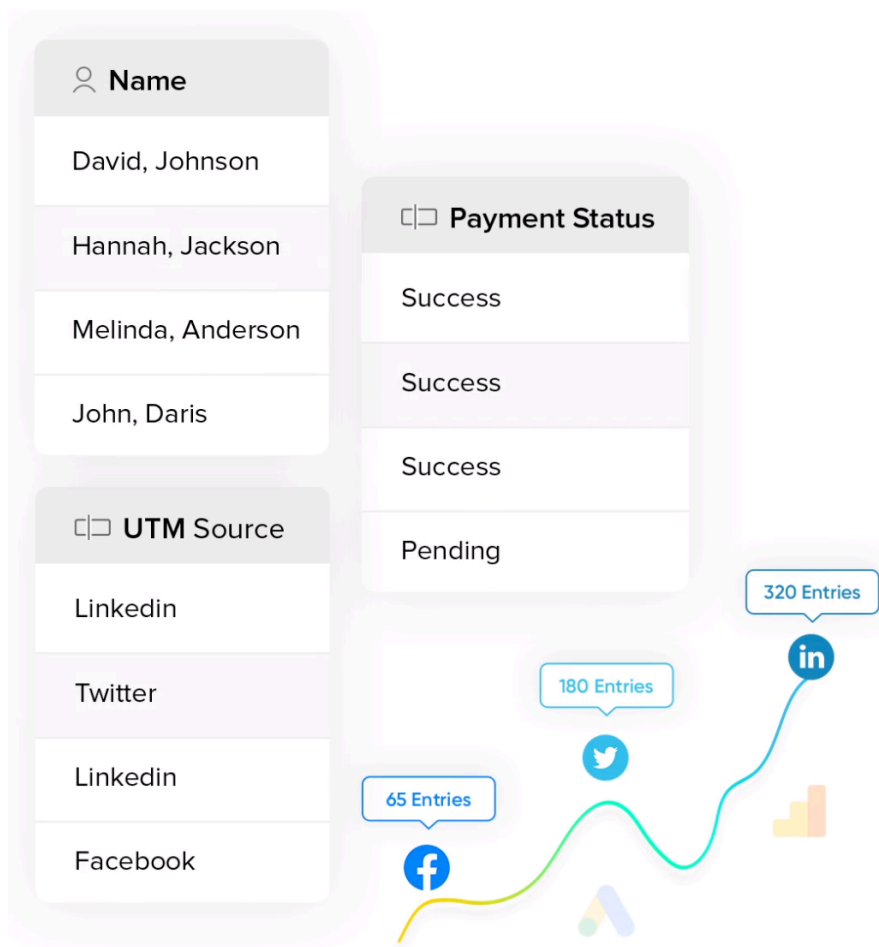 Name
David, Johnson
Hannah, Jackson
Melinda, Anderson
John, Daris
Payment Status
Success
Success
Success
Pending
UTM Source
Linkedin
Twitter
Linkedin
Facebook
320 Entries
in
180 Entries
65 Entries
f